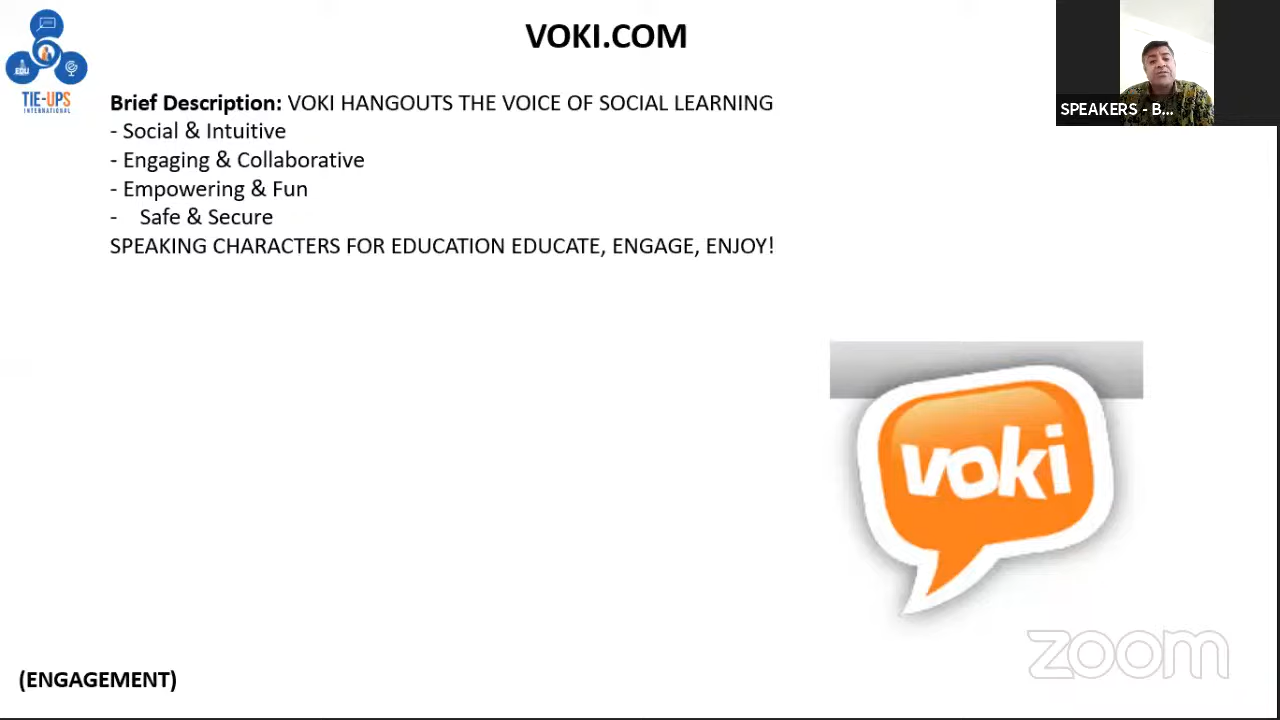 VOKI.COM
EDU
TIE-UPS
INTERNATIONAL
SPEAKERS - B...
Brief Description: VOKI HANGOUTS THE VOICE OF SOCIAL LEARNING
- Social & Intuitive
- Engaging & Collaborative
- Empowering & Fun
- Safe & Secure
SPEAKING CHARACTERS FOR EDUCATION EDUCATE, ENGAGE, ENJOY!
voki
zoom
(ENGAGEMENT)